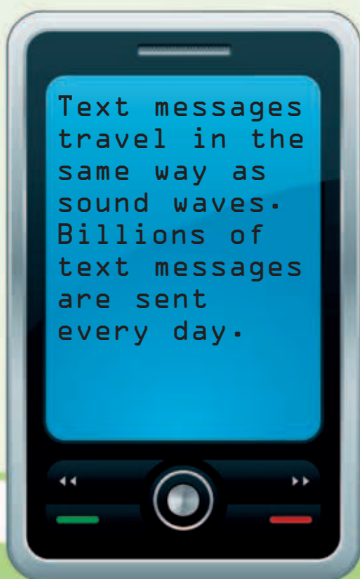 Text messages
travel in the
same way as
sound waves.
Billions of
text messages
are sent
every day.